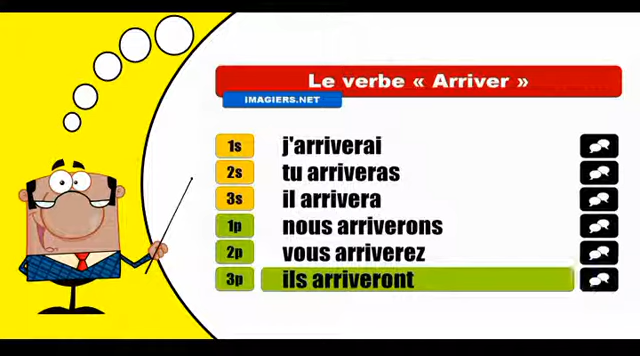 Le verbe « Arriver »
IMAGIERS.NET
1s j'arriverai
2s tu arriveras
3s il arrivera
1p nous arriverons
2p vous arriverez
3p ils arriveront